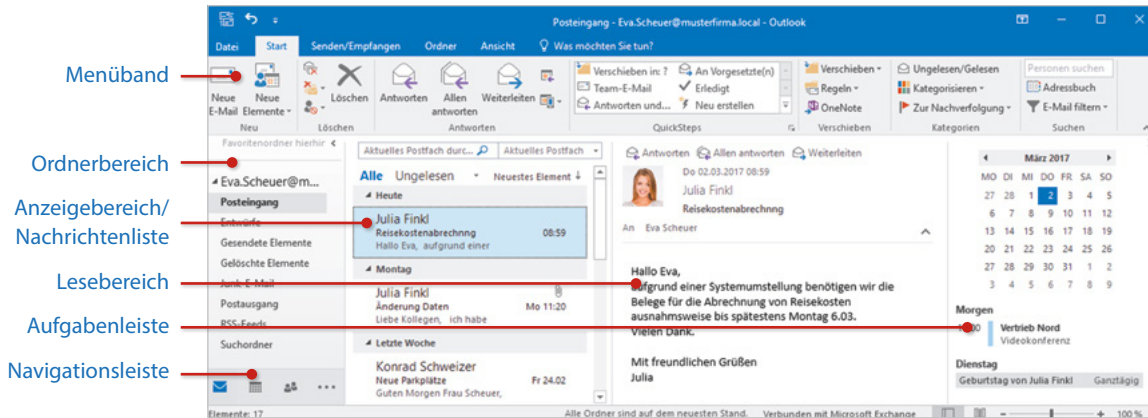 Posteingang - Eva.Scheuer@musterfirma.local - Outlook
Datei Start Senden/Empfangen Ordner Ansicht Was möchten Sie tun?
Menüband
Neue E-Mail
Neue Elemente
Löschen
Antworten
Allen antworten
Weiterleiten
Verschieben in: ?
An Vorgesetzte(n)
Team-E-Mail
Erledigt
Antworten und...
Neu erstellen
Verschieben
Regeln
OneNote
Ungelesen/Gelesen
Kategorisieren
Zur Nachverfolgung
Personen suchen
Adressbuch
E-Mail filtern
Neu Löschen Antworten QuickSteps Verschieben Kategorien Suchen
Favoritenordner hierhir
Ordnerbereich
Eva.Scheuer@m...
Posteingang
Entwürfe
Gesendete Elemente
Gelöschte Elemente
Junk-E-Mail
Postausgang
RSS-Feeds
Suchordner
Anzeigebereich/
Nachrichtenliste
Lesebereich
Aufgabenleiste
Navigationsleiste
Aktuelles Postfach durc... Aktuelles Postfach
Alle Ungelesen Neuestes Element
Heute
Julia Finkl
Reisekostenabrechnng 08:59
Hallo Eva, aufgrund einer
Montag
Julia Finkl
Änderung Daten Mo 11:20
Liebe Kollegen, ich habe
Letzte Woche
Konrad Schweizer
Neue Parkplätze Fr 24.02
Guten Morgen Frau Scheuer,
Antworten Allen antworten Weiterleiten
Do 02.03.2017 08:59
Julia Finkl
Reisekostenabrechnng
An Eva Scheuer
Hallo Eva,
aufgrund einer Systemumstellung benötigen wir die
Belege für die Abrechnung von Reisekosten
ausnahmsweise bis spätestens Montag 6.03.
Vielen Dank.
Mit freundlichen Grüßen
Julia
März 2017
MO DI MI DO FR SA SO
27 28 1 2 3 4 5
6 7 8 9 10 11 12
13 14 15 16 17 18 19
20 21 22 23 24 25 26
27 28 29 30 31 1 2
3 4 5 6 7 8 9
Morgen
Vertrieb Nord
Videokonferenz
Dienstag
Geburtstag von Julia Finkl Ganztägig
Elemente: 17
Alle Ordner sind auf dem neuesten Stand. Verbunden mit Microsoft Exchange
100%